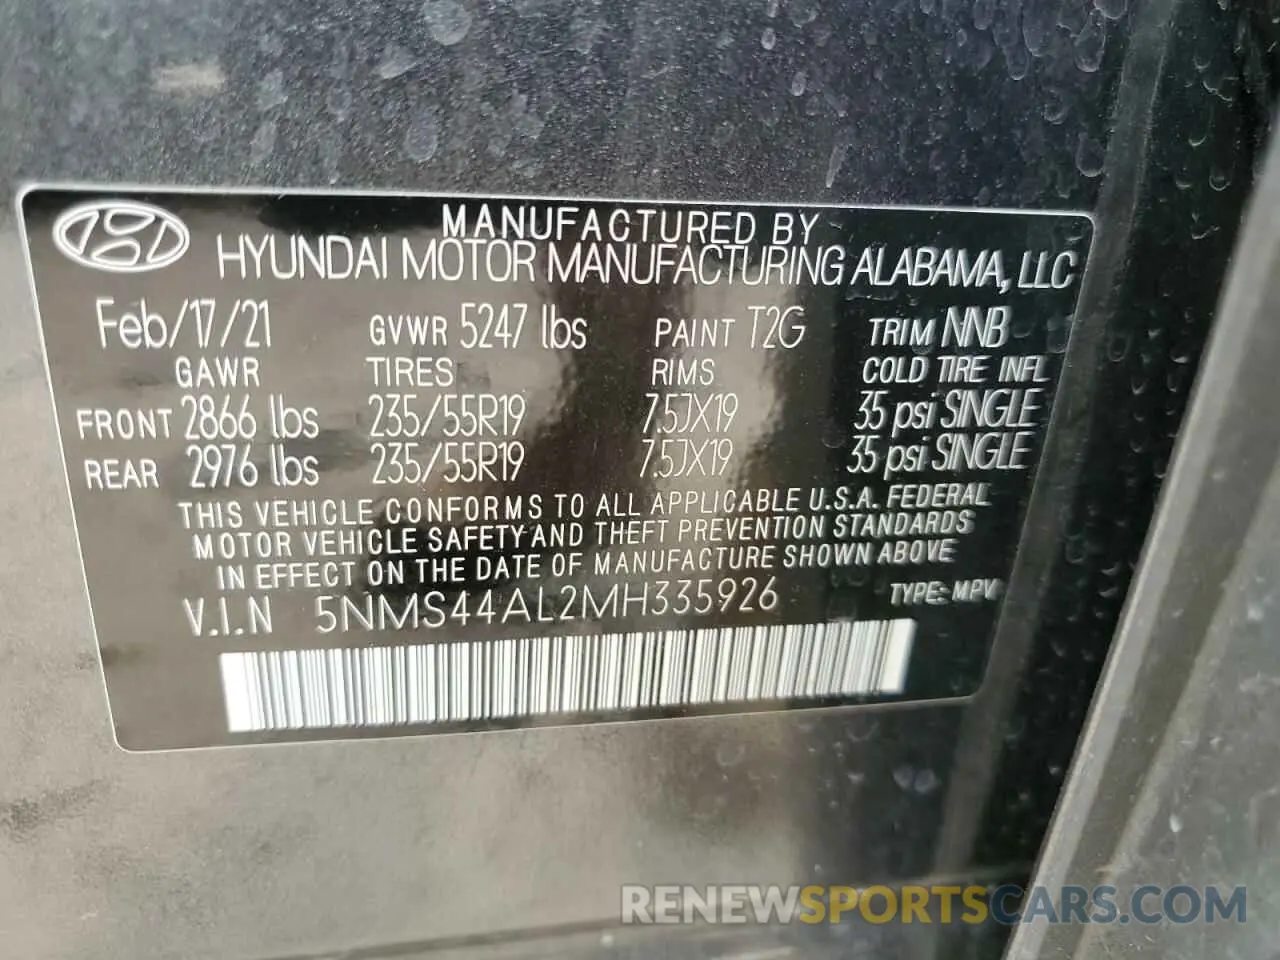 MANUFACTURED BY
HYUNDAI MOTOR MANUFACTURING ALABAMA, LLC
Feb/17/21 GVWR 5247 lbs PAINT T2G TRIM NNB
GAWR TIRES RIMS COLD TIRE INFL
FRONT 2866 lbs 235/55R19 7.5JX19 35 psi SINGLE
REAR 2976 lbs 235/55R19 7.5JX19 35 psi SINGLE
THIS VEHICLE CONFORMS TO ALL APPLICABLE U.S.A. FEDERAL
MOTOR VEHICLE SAFETY AND THEFT PREVENTION STANDARDS
IN EFFECT ON THE DATE OF MANUFACTURE SHOWN ABOVE
V.I.N 5NMS44AL2MH335926 TYPE: MPV
RENEWSPORTSCARS.COM